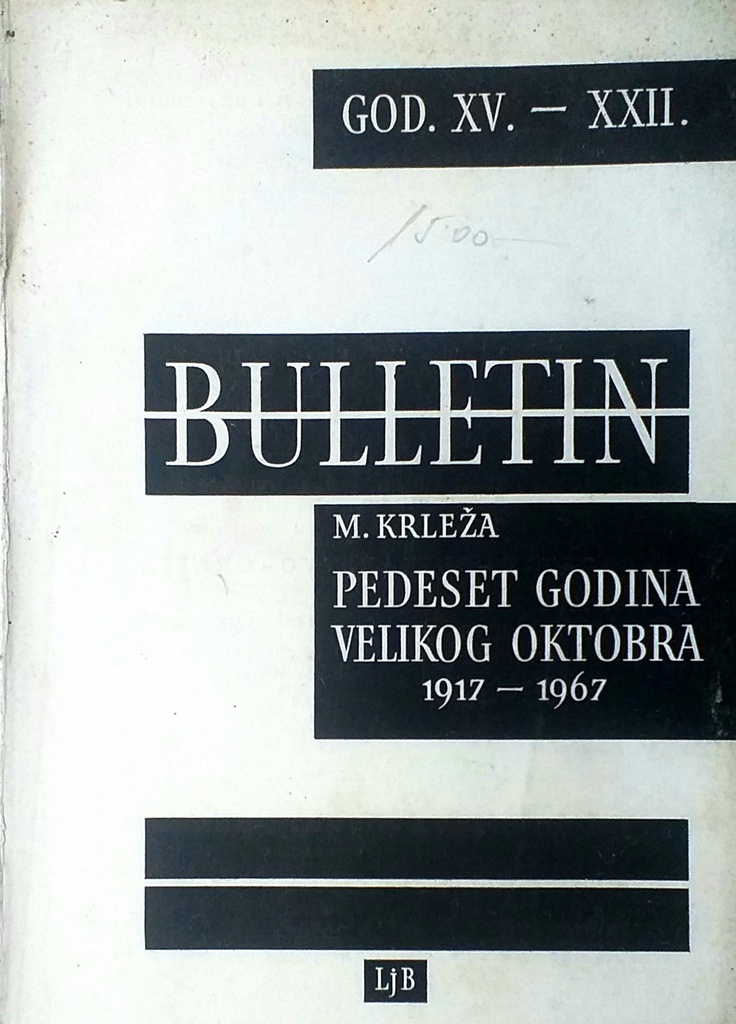 GOD. XV. — XXII.
15.00
BULLETIN
M. KRLEŽA
PEDESET GODINA
VELIKOG OKTOBRA
1917 — 1967
LjB